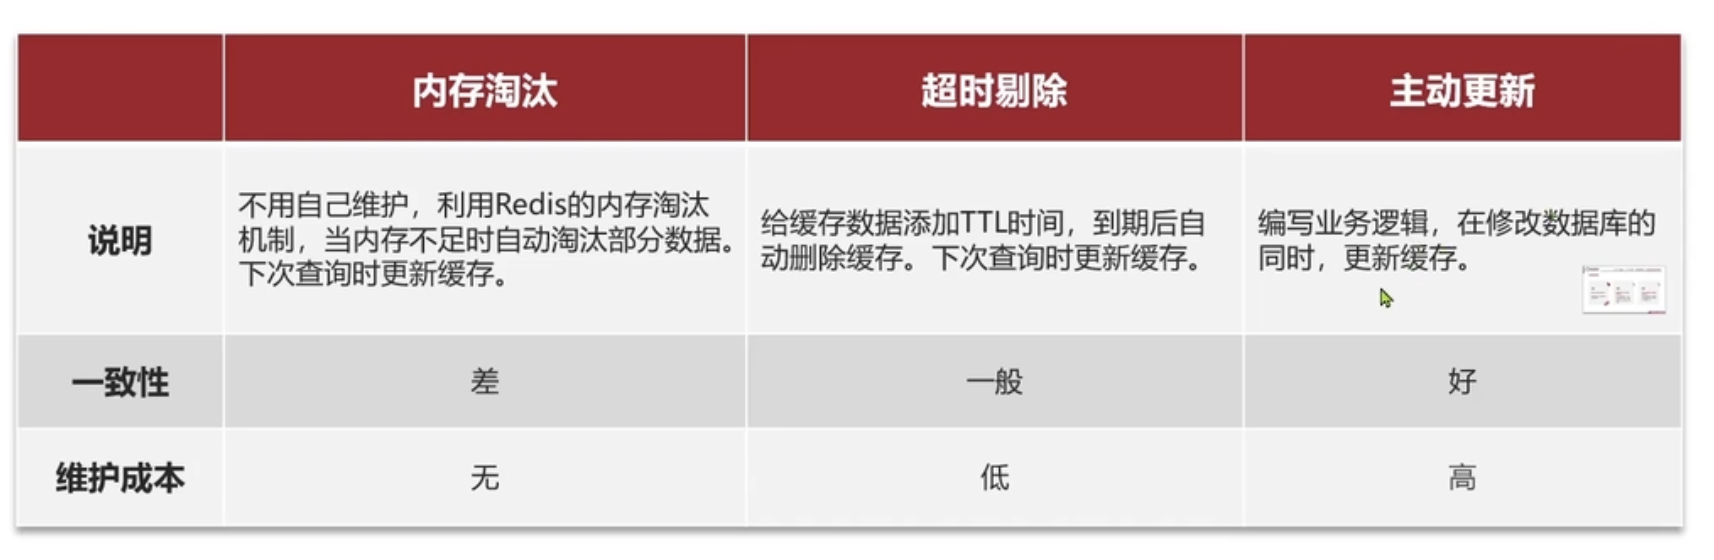 内存淘汰
超时剔除
主动更新
说明
不用自己维护，利用Redis的内存淘汰
机制，当内存不足时自动淘汰部分数据。
下次查询时更新缓存。
给缓存数据添加TTL时间，到期后自
动删除缓存。下次查询时更新缓存。
编写业务逻辑，在修改数据库的
同时，更新缓存。
一致性
差
一般
好
维护成本
无
低
高